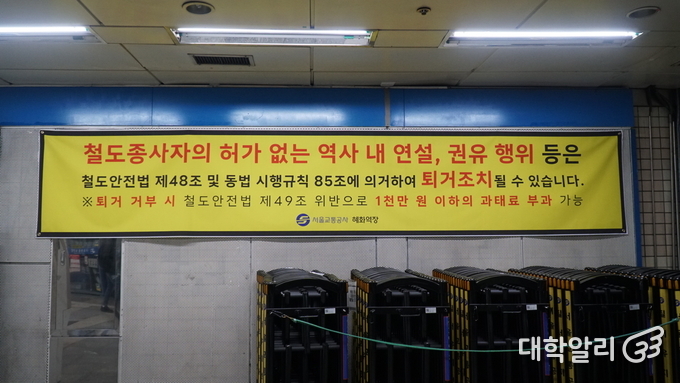 철도종사자의 허가 없는 역사 내 연설, 권유 행위 등은
철도안전법 제48조 및 동법 시행규칙 85조에 의거하여 퇴거조치될 수 있습니다.
※ 퇴거 거부 시 철도안전법 제49조 위반으로 1천만 원 이하의 과태료 부과 가능
서울교통공사 혜화역장
대학알리